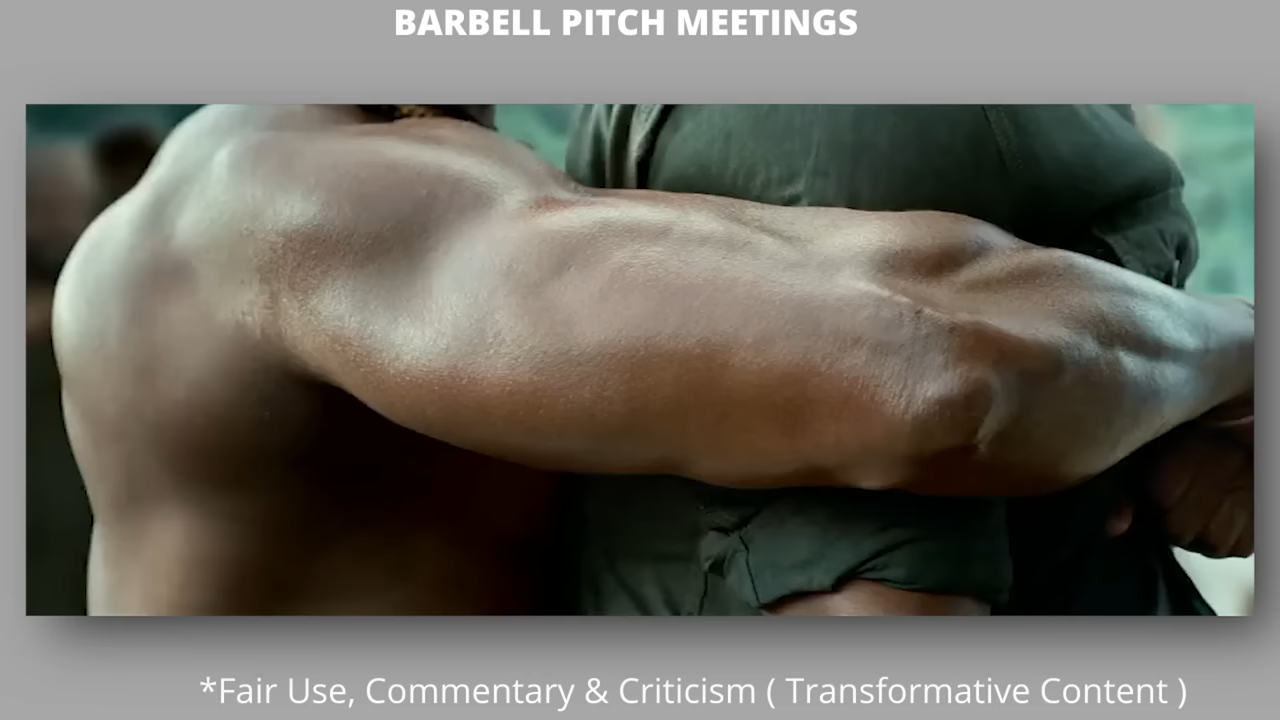 BARBELL PITCH MEETINGS
*Fair Use, Commentary & Criticism ( Transformative Content )